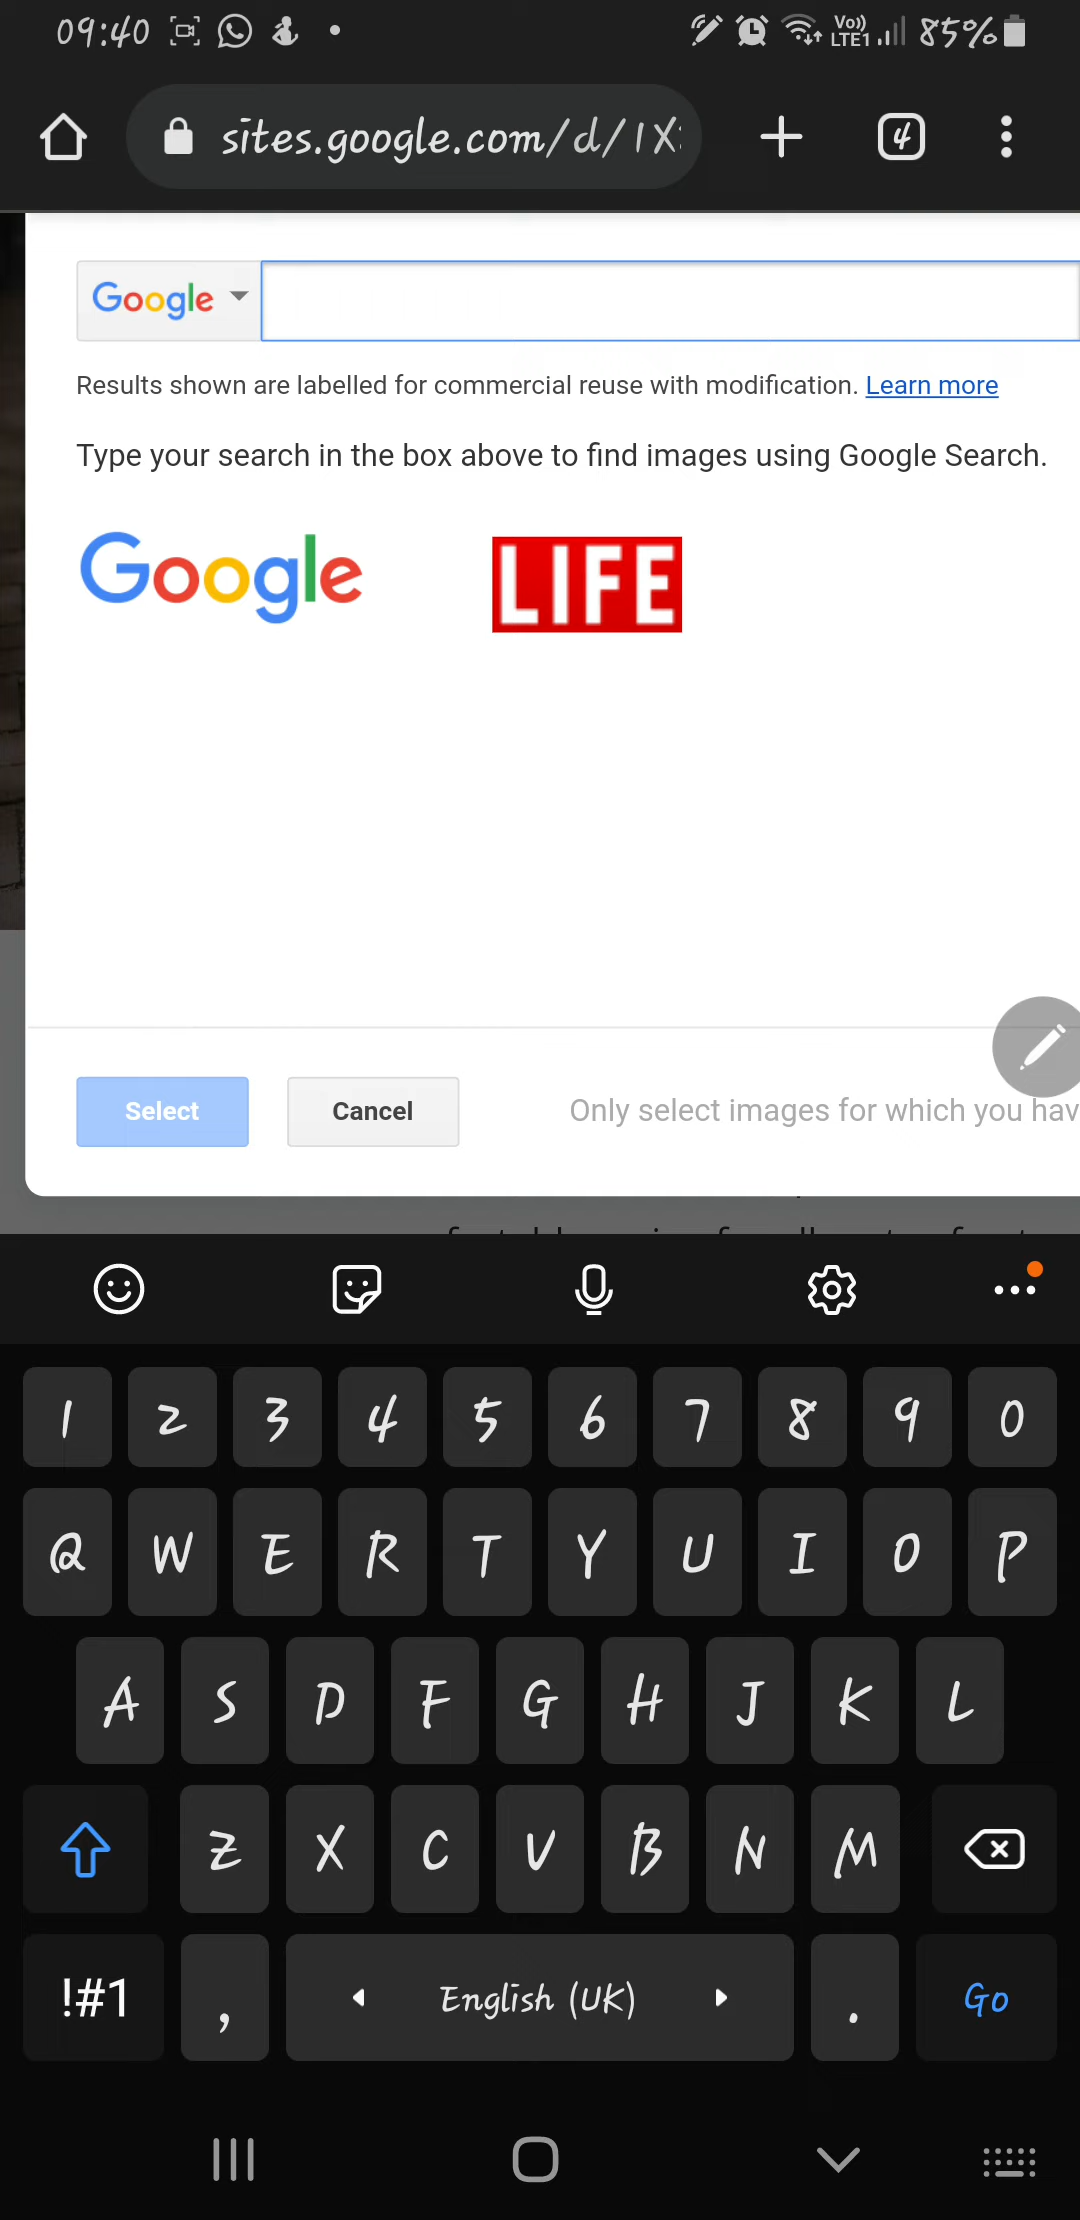 09:40
Vo)) LTE1 85%
sites.google.com/d/1X
4
Google
Results shown are labelled for commercial reuse with modification. Learn more
Type your search in the box above to find images using Google Search.
Google LIFE
Select Cancel Only select images for which you hav
1 2 3 4 5 6 7 8 9 0
Q W E R T Y U I O P
A S D F G H J K L
Z X C V B N M
!#1 , English (UK) . Go